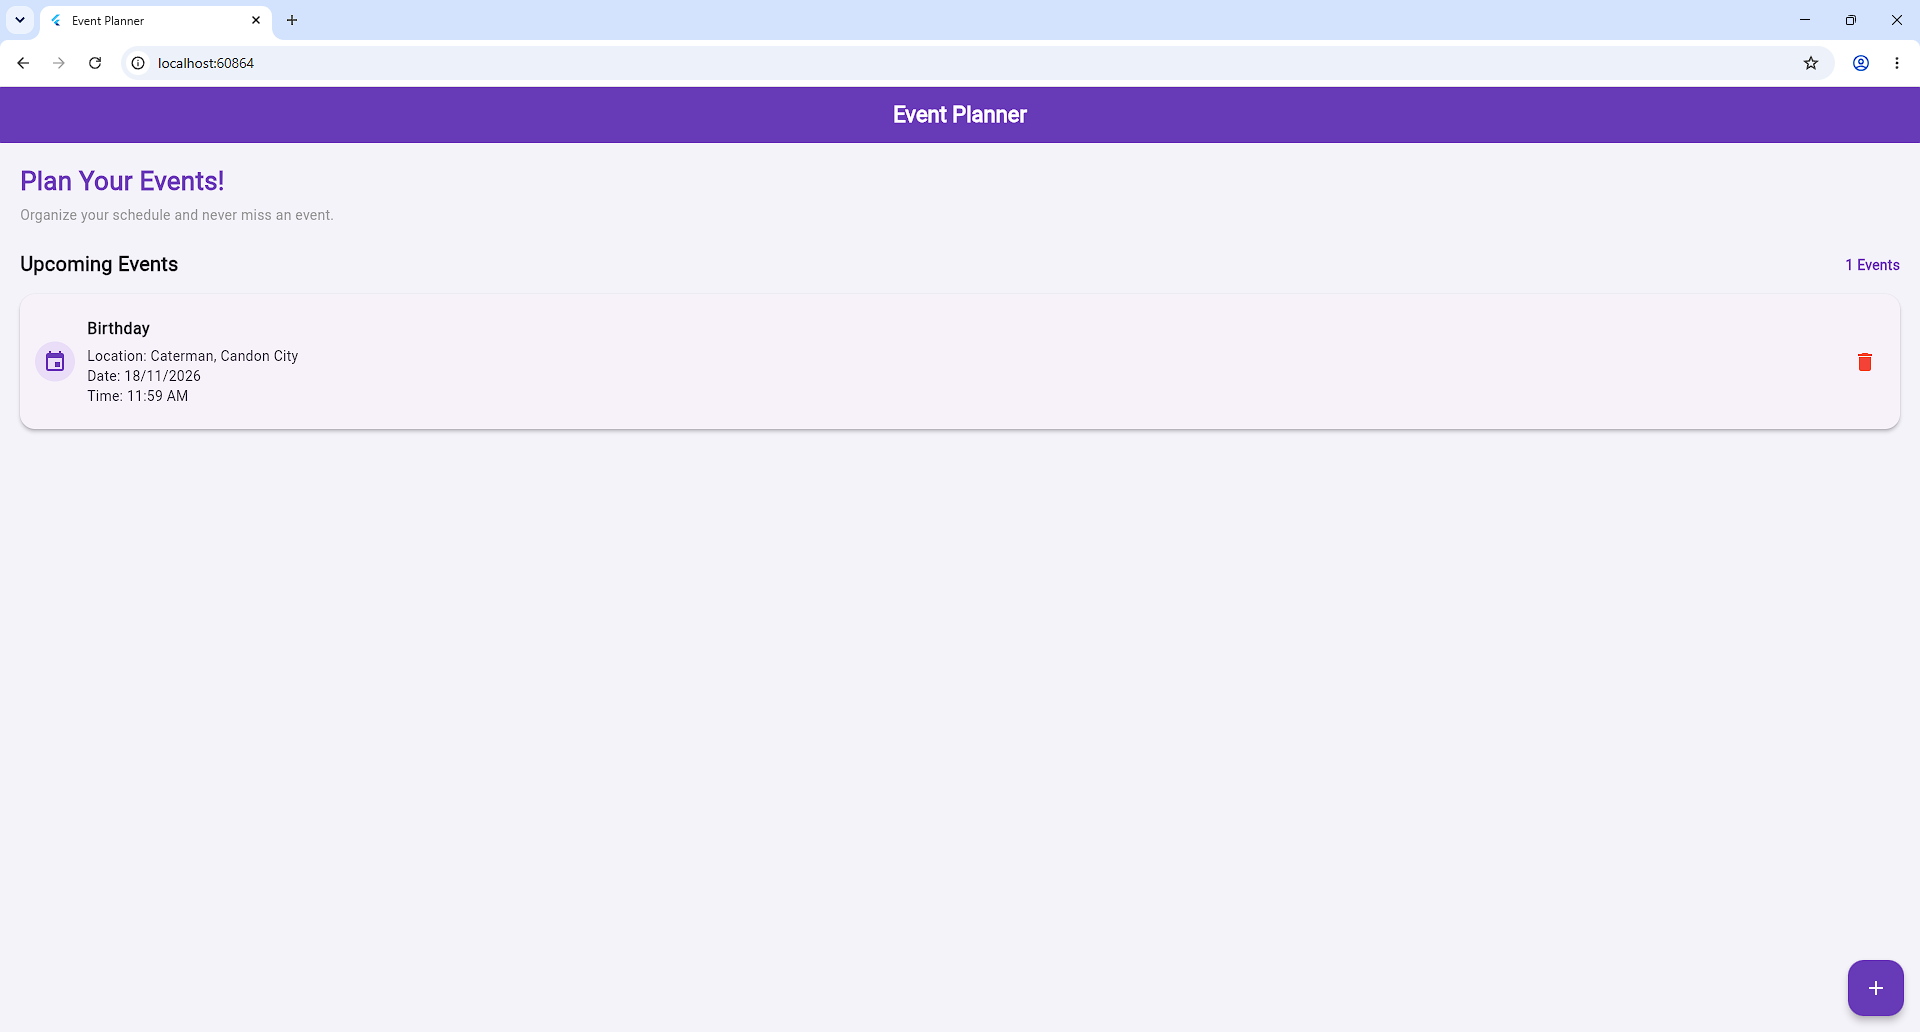 Event Planner
localhost:60864
Event Planner
Plan Your Events!
Organize your schedule and never miss an event.
Upcoming Events
1 Events
Birthday
Location: Caterman, Candon City
Date: 18/11/2026
Time: 11:59 AM